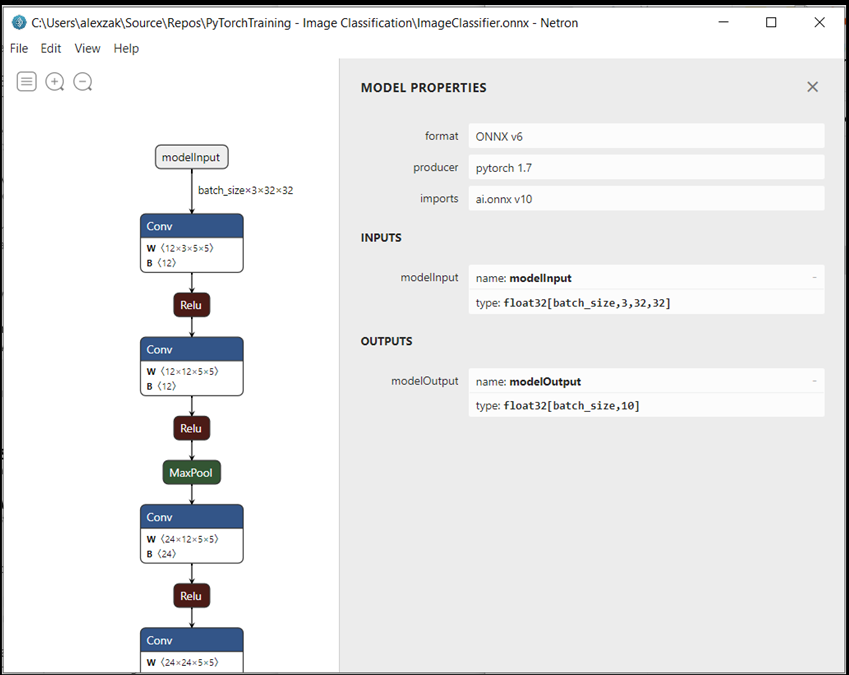 C:\Users\alexzak\Source\Repos\PyTorchTraining - Image Classification\ImageClassifier.onnx - Netron
File Edit View Help
modelInput
batch_size×3×32×32
Conv
W ⟨12×3×5×5⟩
B ⟨12⟩
Relu
Conv
W ⟨12×12×5×5⟩
B ⟨12⟩
Relu
MaxPool
Conv
W ⟨24×12×5×5⟩
B ⟨24⟩
Relu
Conv
W ⟨24×24×5×5⟩
MODEL PROPERTIES
format ONNX v6
producer pytorch 1.7
imports ai.onnx v10
INPUTS
modelInput name: modelInput -
type: float32[batch_size,3,32,32]
OUTPUTS
modelOutput name: modelOutput -
type: float32[batch_size,10]